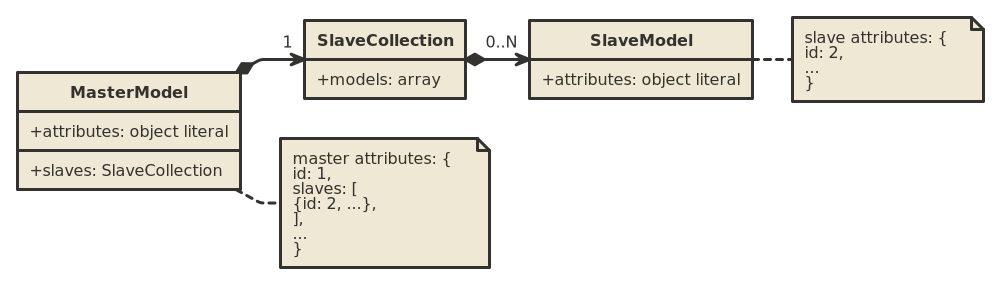 MasterModel
+attributes: object literal
+slaves: SlaveCollection
1
SlaveCollection
+models: array
0..N
SlaveModel
+attributes: object literal
slave attributes: {
id: 2,
...
}
master attributes: {
id: 1,
slaves: [
{id: 2, ...},
],
...
}